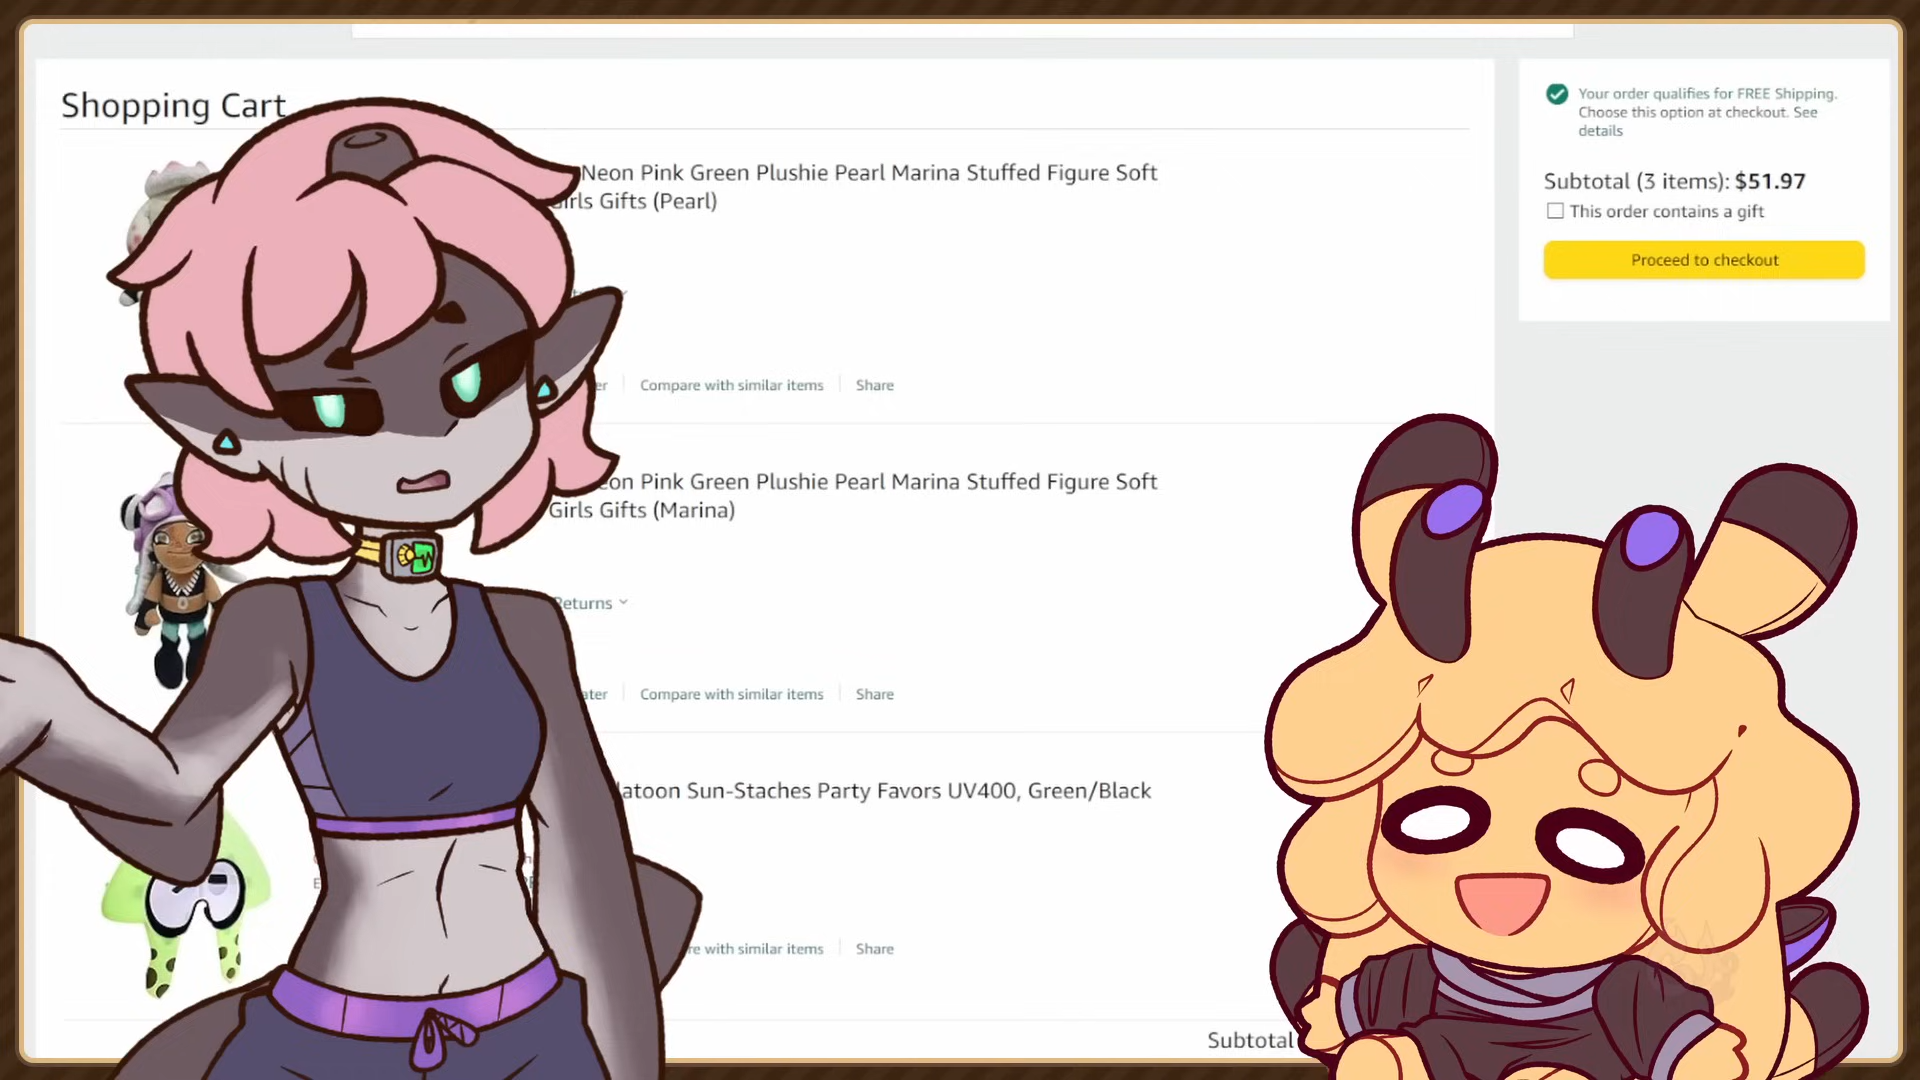 Shopping Cart
Neon Pink Green Plushie Pearl Marina Stuffed Figure Soft
Girls Gifts (Pearl)
Compare with similar items
Share
Pink Green Plushie Pearl Marina Stuffed Figure Soft
Girls Gifts (Marina)
Returns
Compare with similar items
Share
latoon Sun-Staches Party Favors UV400, Green/Black
re with similar items
Share
Subtotal
Your order qualifies for FREE Shipping.
Choose this option at checkout. See
details
Subtotal (3 items): $51.97
This order contains a gift
Proceed to checkout